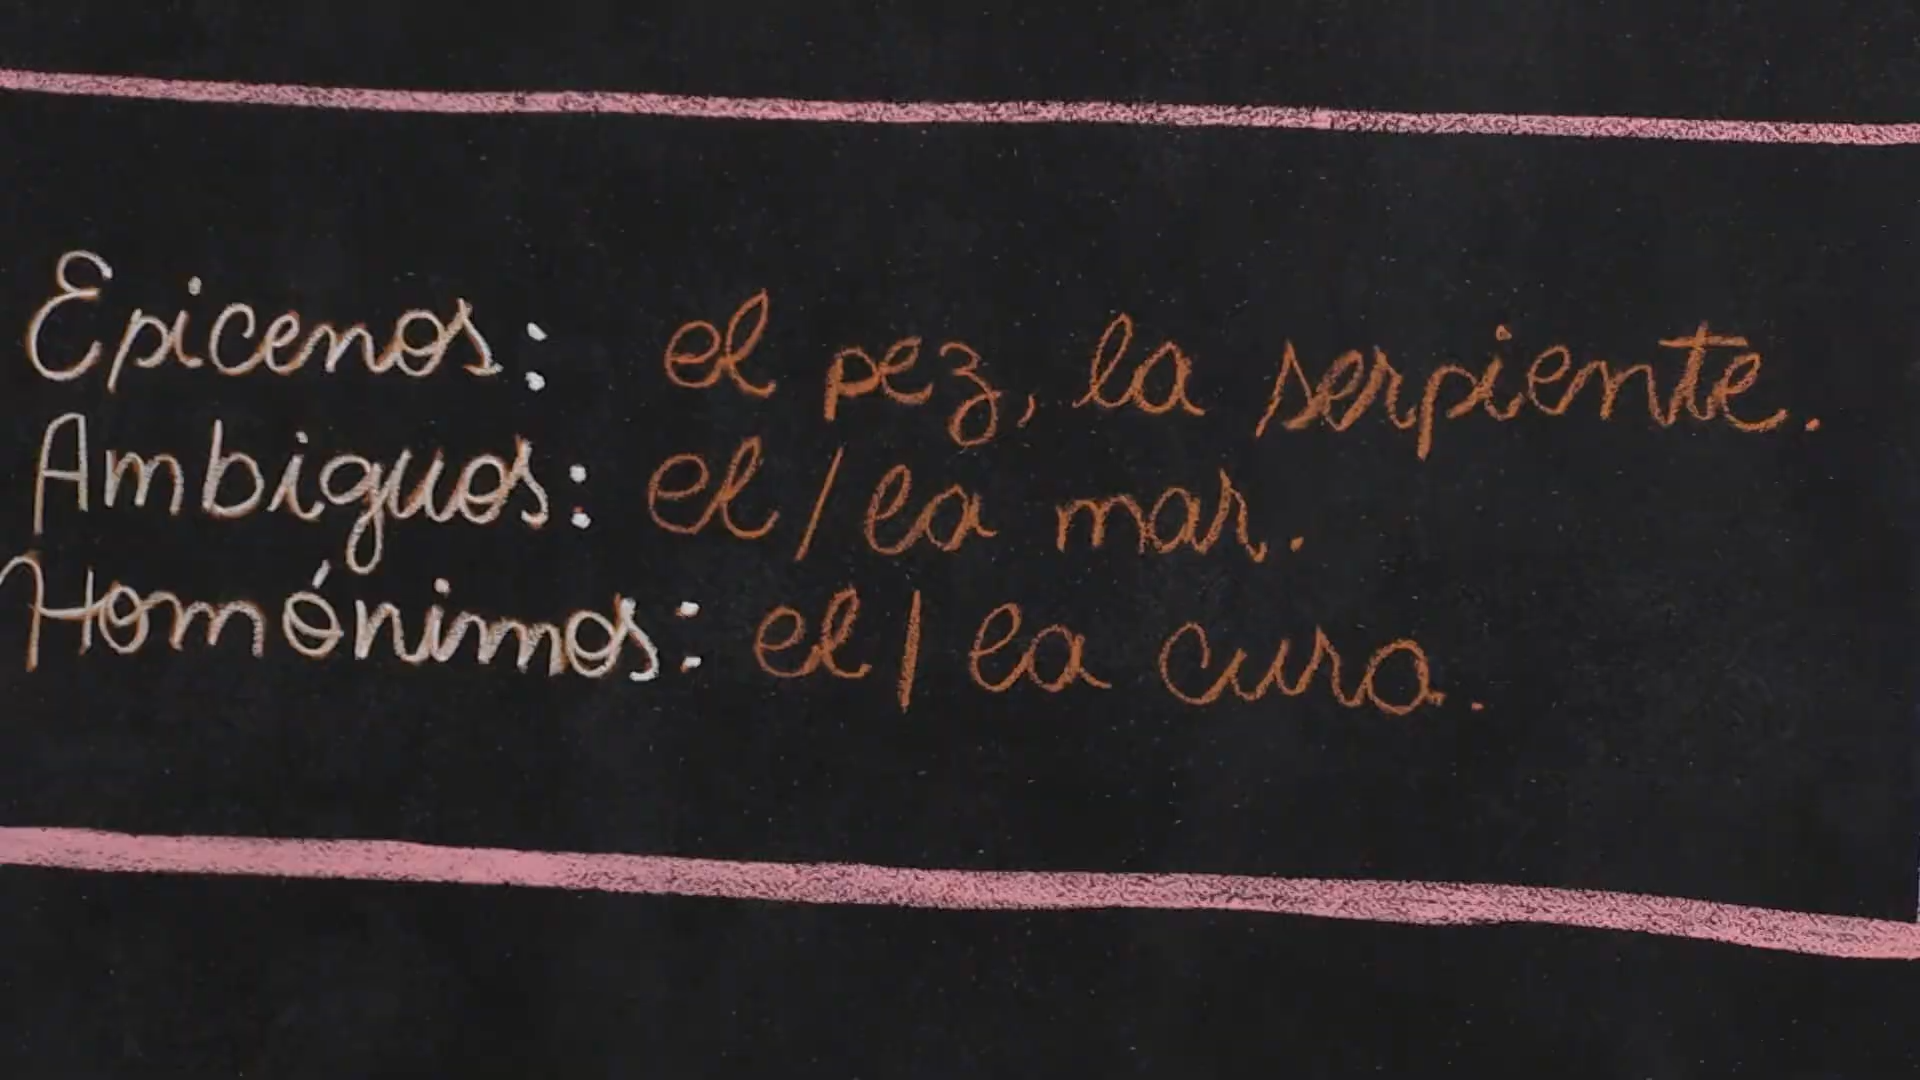 Epicenos: el pez, la serpiente.
Ambiguos: el/la mar.
Homónimos: el/la cura.